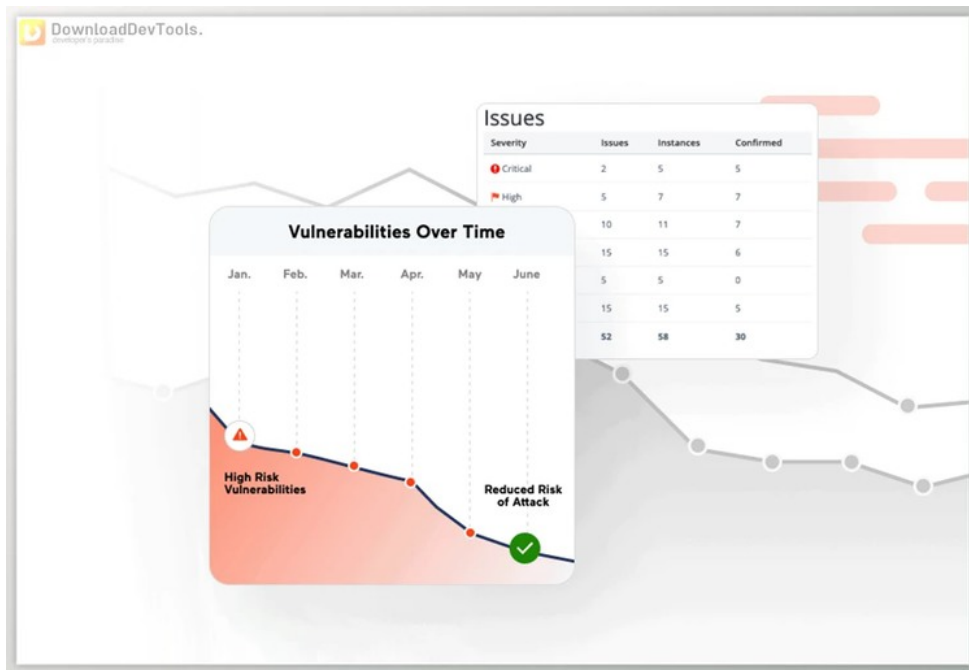 DownloadDevTools.
developer's paradise
Issues
Severity Issues Instances Confirmed
Critical 2 5 5
High 5 7 7
10 11 7
15 15 6
5 5 0
15 15 5
52 58 30
Vulnerabilities Over Time
Jan. Feb. Mar. Apr. May June
High Risk
Vulnerabilities
Reduced Risk
of Attack